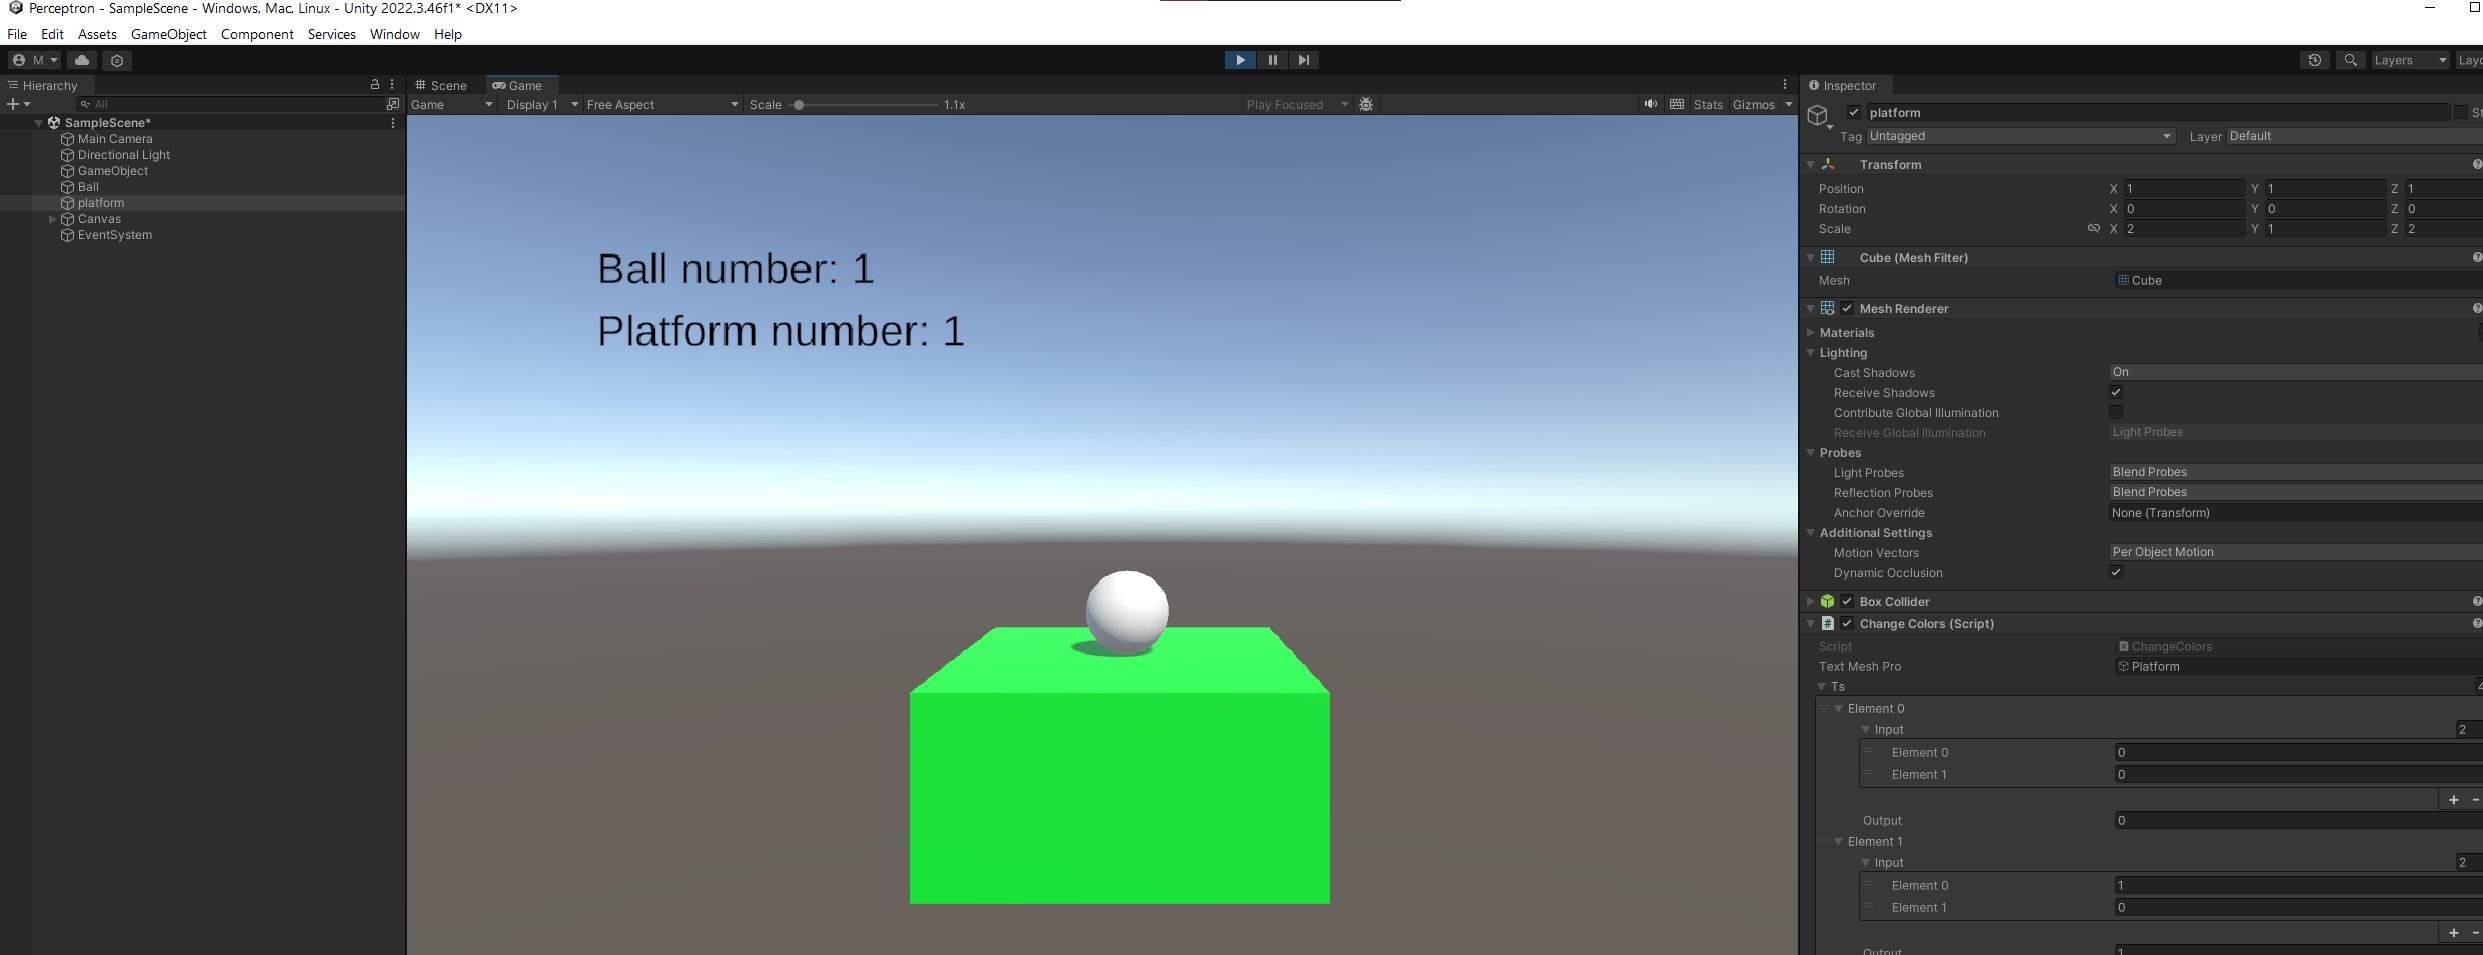 Perceptron - SampleScene - Windows, Mac, Linux - Unity 2022.3.46f1* <DX11>
File Edit Assets GameObject Component Services Window Help
M
Layers
Hierarchy
All
SampleScene*
Main Camera
Directional Light
GameObject
Ball
platform
Canvas
EventSystem
Scene Game
Game Display 1 Free Aspect Scale 1.1x Play Focused Stats Gizmos
Ball number: 1
Platform number: 1
Inspector
platform
Tag Untagged Layer Default
Transform
Position X 1 Y 1 Z 1
Rotation X 0 Y 0 Z 0
Scale X 2 Y 1 Z 2
Cube (Mesh Filter)
Mesh Cube
Mesh Renderer
Materials
Lighting
Cast Shadows On
Receive Shadows
Contribute Global Illumination
Receive Global Illumination Light Probes
Probes
Light Probes Blend Probes
Reflection Probes Blend Probes
Anchor Override None (Transform)
Additional Settings
Motion Vectors Per Object Motion
Dynamic Occlusion
Box Collider
Change Colors (Script)
Script ChangeColors
Text Mesh Pro Platform
Ts 4
Element 0
Input 2
Element 0 0
Element 1 0
Output 0
Element 1
Input 2
Element 0 1
Element 1 0
Output 1